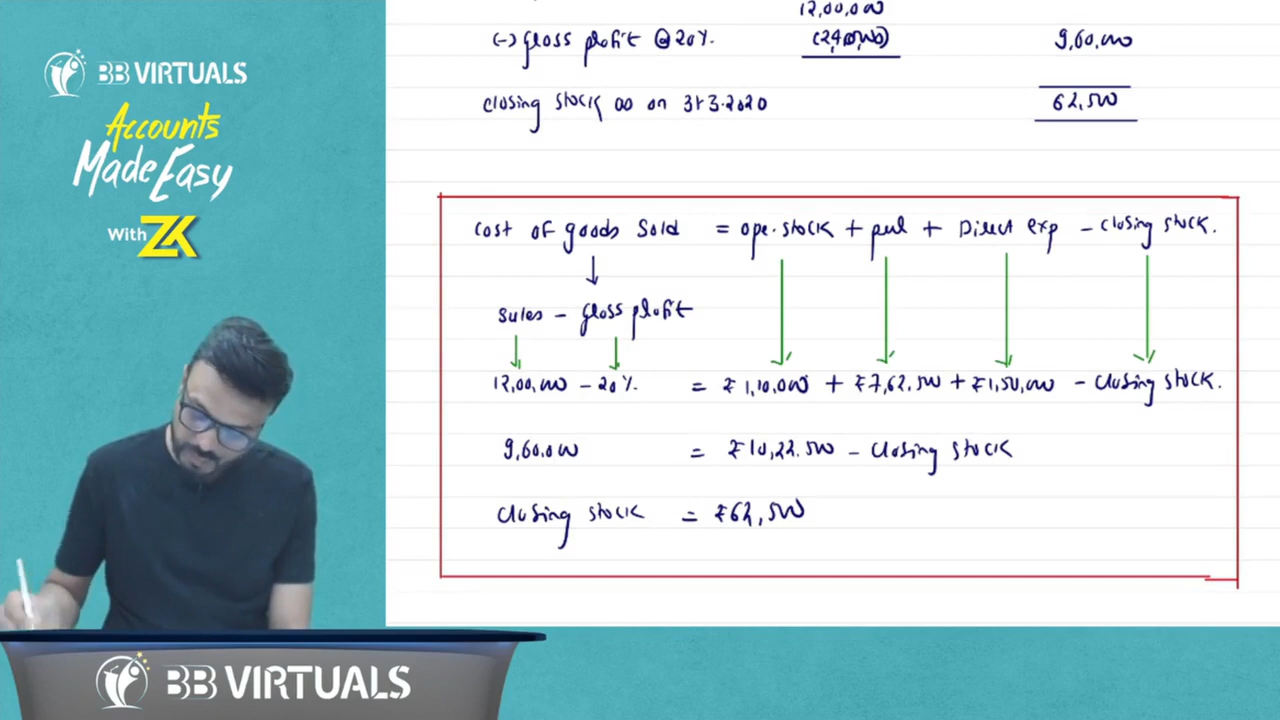 BB VIRTUALS
Accounts
Made Easy
With ZK
12,00,000
(-) Gross profit @ 20%. (2,40,000) 9,60,000
closing stock as on 31.3.2020 62,500
Cost of goods Sold = ope. stock + pur + Direct exp - closing stock.
sales - Gross profit
12,00,000 - 20%. = ₹1,10,000 + ₹7,62,500 + ₹1,50,000 - closing stock.
9,60,000 = ₹10,22,500 - closing stock
closing stock = ₹62,500
BB VIRTUALS